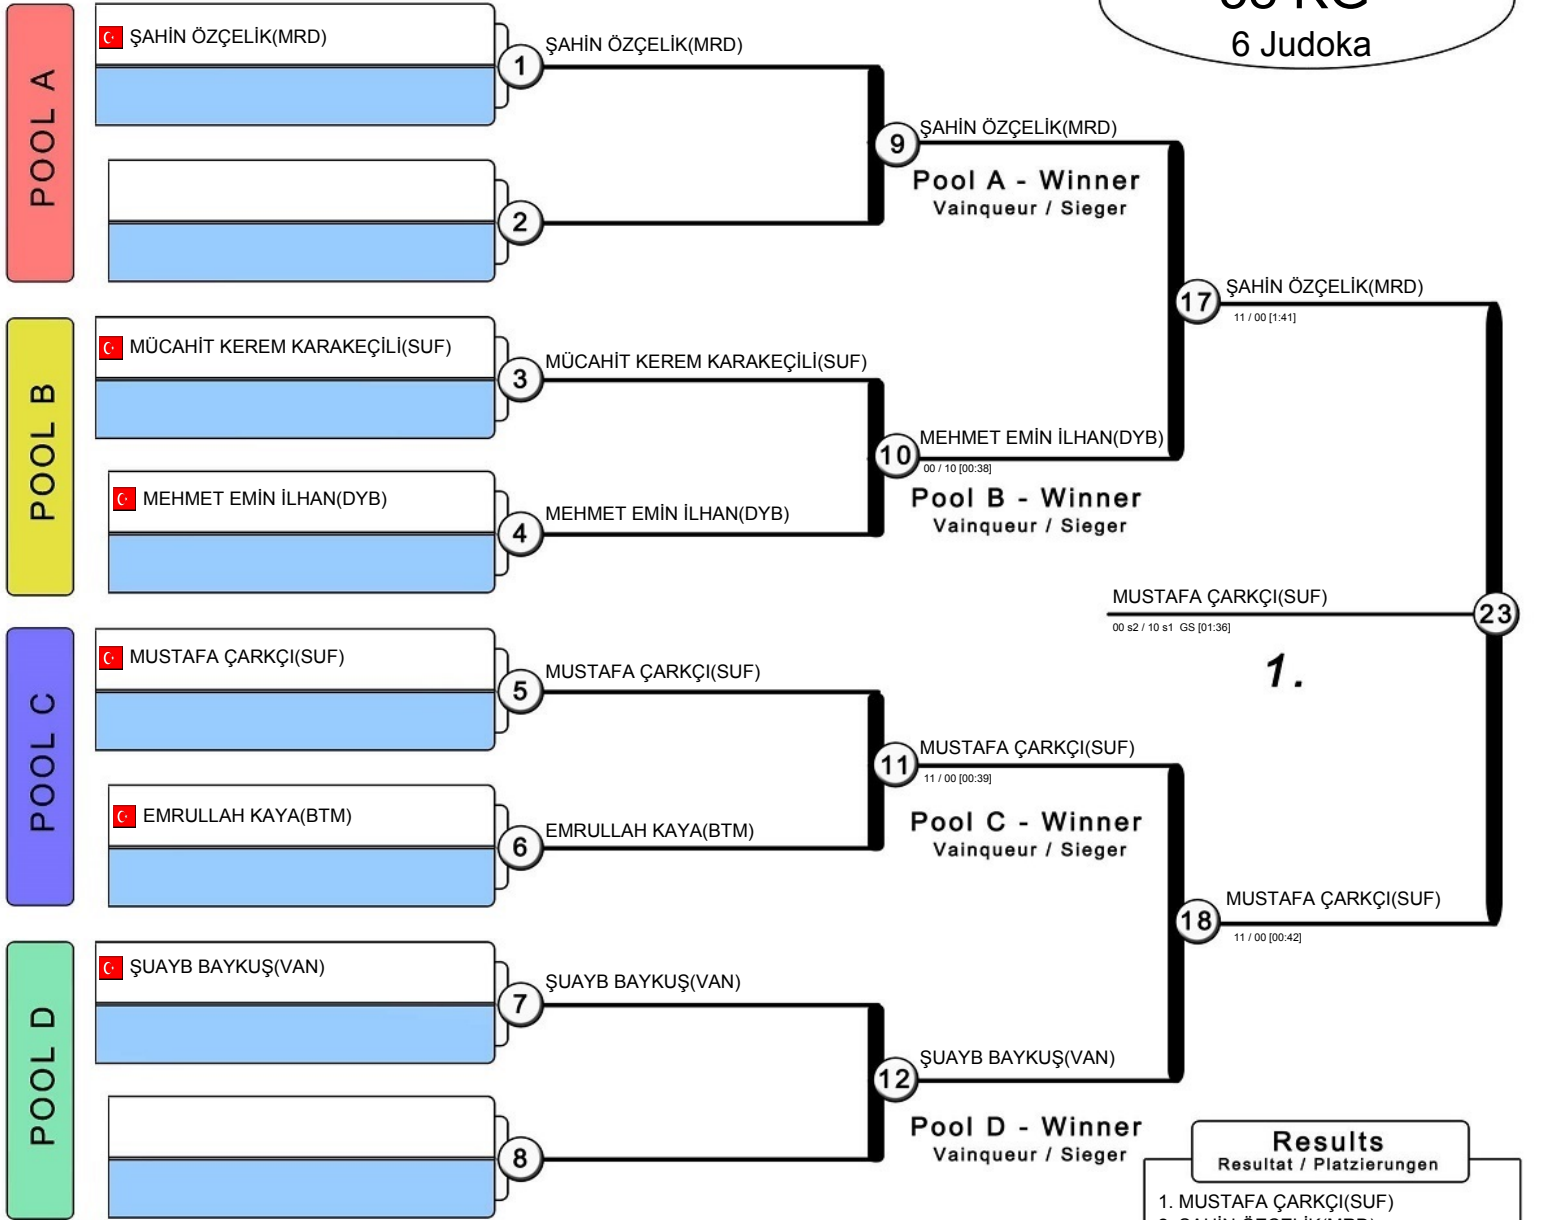 6 Judoka
POOL A
ŞAHİN ÖZÇELİK(MRD)
1
ŞAHİN ÖZÇELİK(MRD)
2
9
ŞAHİN ÖZÇELİK(MRD)
Pool A - Winner
Vainqueur / Sieger
17
ŞAHİN ÖZÇELİK(MRD)
11 / 00 [1:41]
POOL B
MÜCAHİT KEREM KARAKEÇİLİ(SUF)
3
MÜCAHİT KEREM KARAKEÇİLİ(SUF)
MEHMET EMİN İLHAN(DYB)
4
MEHMET EMİN İLHAN(DYB)
10
MEHMET EMİN İLHAN(DYB)
00 / 10 [00:38]
Pool B - Winner
Vainqueur / Sieger
MUSTAFA ÇARKÇI(SUF)
00 s2 / 10 s1 GS [01:36]
23
1.
POOL C
MUSTAFA ÇARKÇI(SUF)
5
MUSTAFA ÇARKÇI(SUF)
EMRULLAH KAYA(BTM)
6
EMRULLAH KAYA(BTM)
11
MUSTAFA ÇARKÇI(SUF)
11 / 00 [00:39]
Pool C - Winner
Vainqueur / Sieger
18
MUSTAFA ÇARKÇI(SUF)
11 / 00 [00:42]
POOL D
ŞUAYB BAYKUŞ(VAN)
7
ŞUAYB BAYKUŞ(VAN)
8
12
ŞUAYB BAYKUŞ(VAN)
Pool D - Winner
Vainqueur / Sieger
Results
Resultat / Platzierungen
1. MUSTAFA ÇARKÇI(SUF)